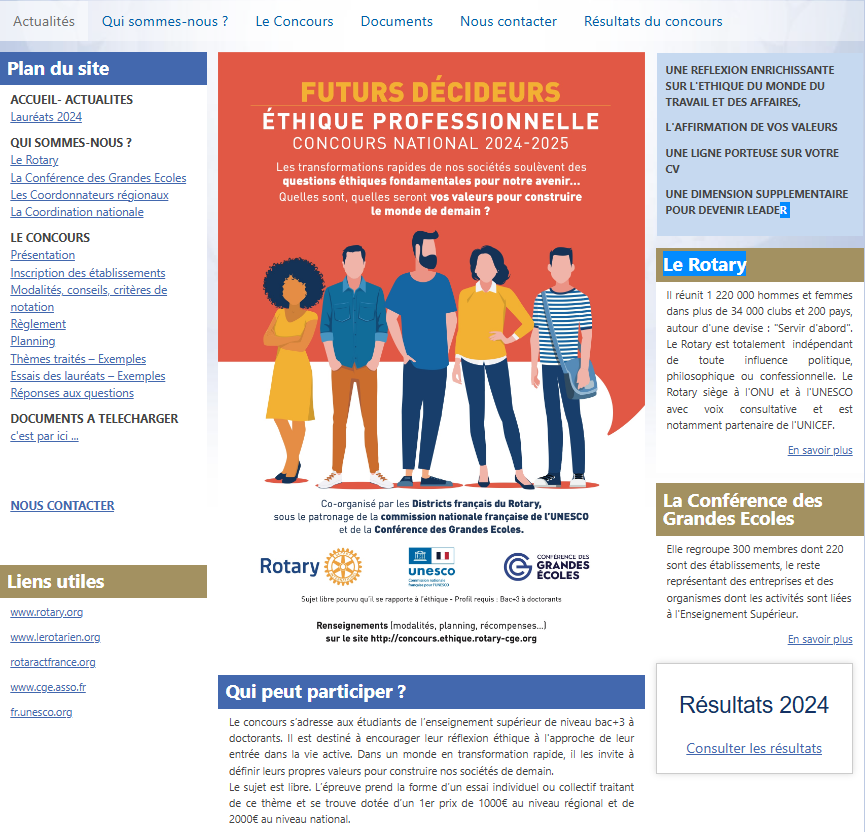 Actualités
Qui sommes-nous ?
Le Concours
Documents
Nous contacter
Résultats du concours
Plan du site
ACCUEIL- ACTUALITES
Lauréats 2024
QUI SOMMES-NOUS ?
Le Rotary
La Conférence des Grandes Ecoles
Les Coordonnateurs régionaux
La Coordination nationale
LE CONCOURS
Présentation
Inscription des établissements
Modalités, conseils, critères de
notation
Règlement
Planning
Thèmes traités – Exemples
Essais des lauréats – Exemples
Réponses aux questions
DOCUMENTS A TELECHARGER
c'est par ici ...
NOUS CONTACTER
Liens utiles
www.rotary.org
www.lerotarien.org
rotaractfrance.org
www.cge.asso.fr
fr.unesco.org
FUTURS DÉCIDEURS
ÉTHIQUE PROFESSIONNELLE
CONCOURS NATIONAL 2024-2025
Les transformations rapides de nos sociétés soulèvent des
questions éthiques fondamentales pour notre avenir...
Quelles sont, quelles seront vos valeurs pour construire
le monde de demain ?
Co-organisé par les Districts français du Rotary,
sous le patronage de la commission nationale française de l'UNESCO
et de la Conférence des Grandes Ecoles.
Rotary
unesco
Commission nationale
française pour l'UNESCO
CONFÉRENCE DES
GRANDES
ÉCOLES
Sujet libre pourvu qu'il se rapporte à l'éthique - Profil requis : Bac+3 à doctorants
Renseignements (modalités, planning, récompenses...)
sur le site http://concours.ethique.rotary-cge.org
Qui peut participer ?
Le concours s'adresse aux étudiants de l'enseignement supérieur de niveau bac+3 à
doctorants. Il est destiné à encourager leur réflexion éthique à l'approche de leur
entrée dans la vie active. Dans un monde en transformation rapide, il les invite à
définir leurs propres valeurs pour construire nos sociétés de demain.
Le sujet est libre. L'épreuve prend la forme d'un essai individuel ou collectif traitant
de ce thème et se trouve dotée d'un 1er prix de 1000€ au niveau régional et de
2000€ au niveau national.
UNE REFLEXION ENRICHISSANTE
SUR L'ETHIQUE DU MONDE DU
TRAVAIL ET DES AFFAIRES,
L'AFFIRMATION DE VOS VALEURS
UNE LIGNE PORTEUSE SUR VOTRE
CV
UNE DIMENSION SUPPLEMENTAIRE
POUR DEVENIR LEADER
Le Rotary
Il réunit 1 220 000 hommes et femmes
dans plus de 34 000 clubs et 200 pays,
autour d'une devise : "Servir d'abord".
Le Rotary est totalement indépendant
de toute influence politique,
philosophique ou confessionnelle. Le
Rotary siège à l'ONU et à l'UNESCO
avec voix consultative et est
notamment partenaire de l'UNICEF.
En savoir plus
La Conférence des
Grandes Ecoles
Elle regroupe 300 membres dont 220
sont des établissements, le reste
représentant des entreprises et des
organismes dont les activités sont liées
à l'Enseignement Supérieur.
En savoir plus
Résultats 2024
Consulter les résultats